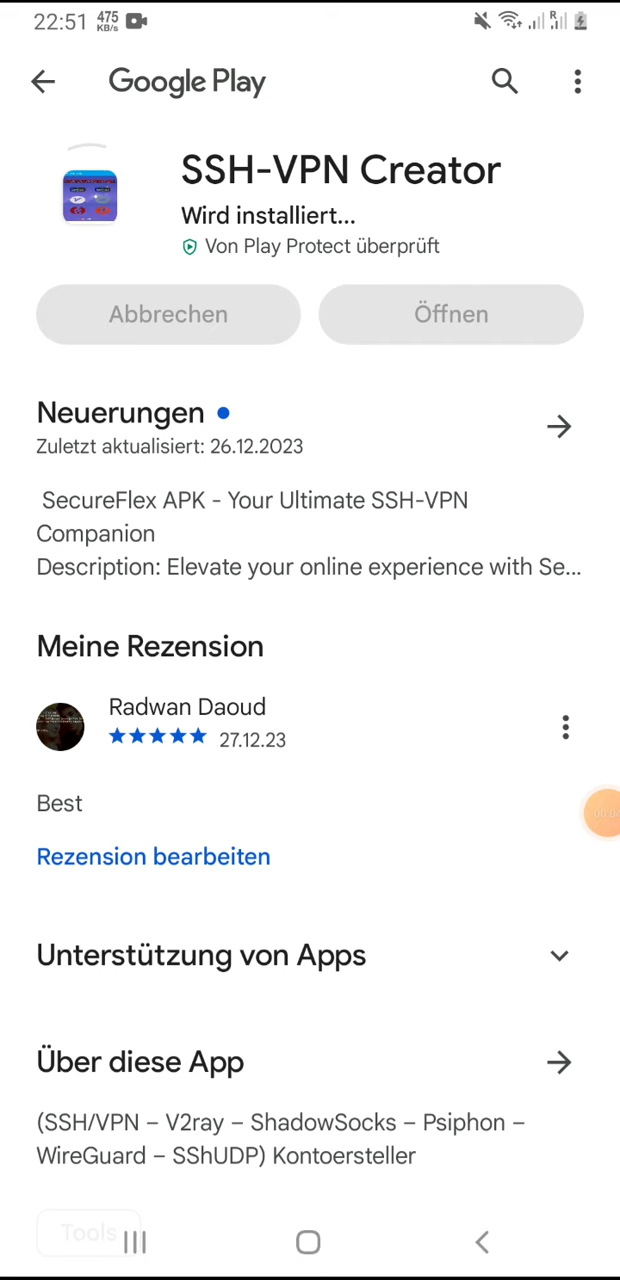 22:51 475 KB/s R
Google Play
SSH-VPN Creator
Wird installiert...
Von Play Protect überprüft
Abbrechen Öffnen
Neuerungen
Zuletzt aktualisiert: 26.12.2023
SecureFlex APK - Your Ultimate SSH-VPN
Companion
Description: Elevate your online experience with Se...
Meine Rezension
Radwan Daoud
27.12.23
Best
Rezension bearbeiten
Unterstützung von Apps
Über diese App
(SSH/VPN – V2ray – ShadowSocks – Psiphon –
WireGuard – SShUDP) Kontoersteller
Tools